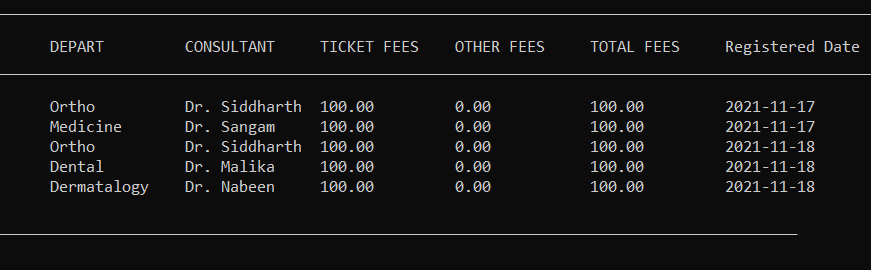 DEPART CONSULTANT TICKET FEES OTHER FEES TOTAL FEES Registered Date
Ortho Dr. Siddharth 100.00 0.00 100.00 2021-11-17
Medicine Dr. Sangam 100.00 0.00 100.00 2021-11-17
Ortho Dr. Siddharth 100.00 0.00 100.00 2021-11-18
Dental Dr. Malika 100.00 0.00 100.00 2021-11-18
Dermatalogy Dr. Nabeen 100.00 0.00 100.00 2021-11-18